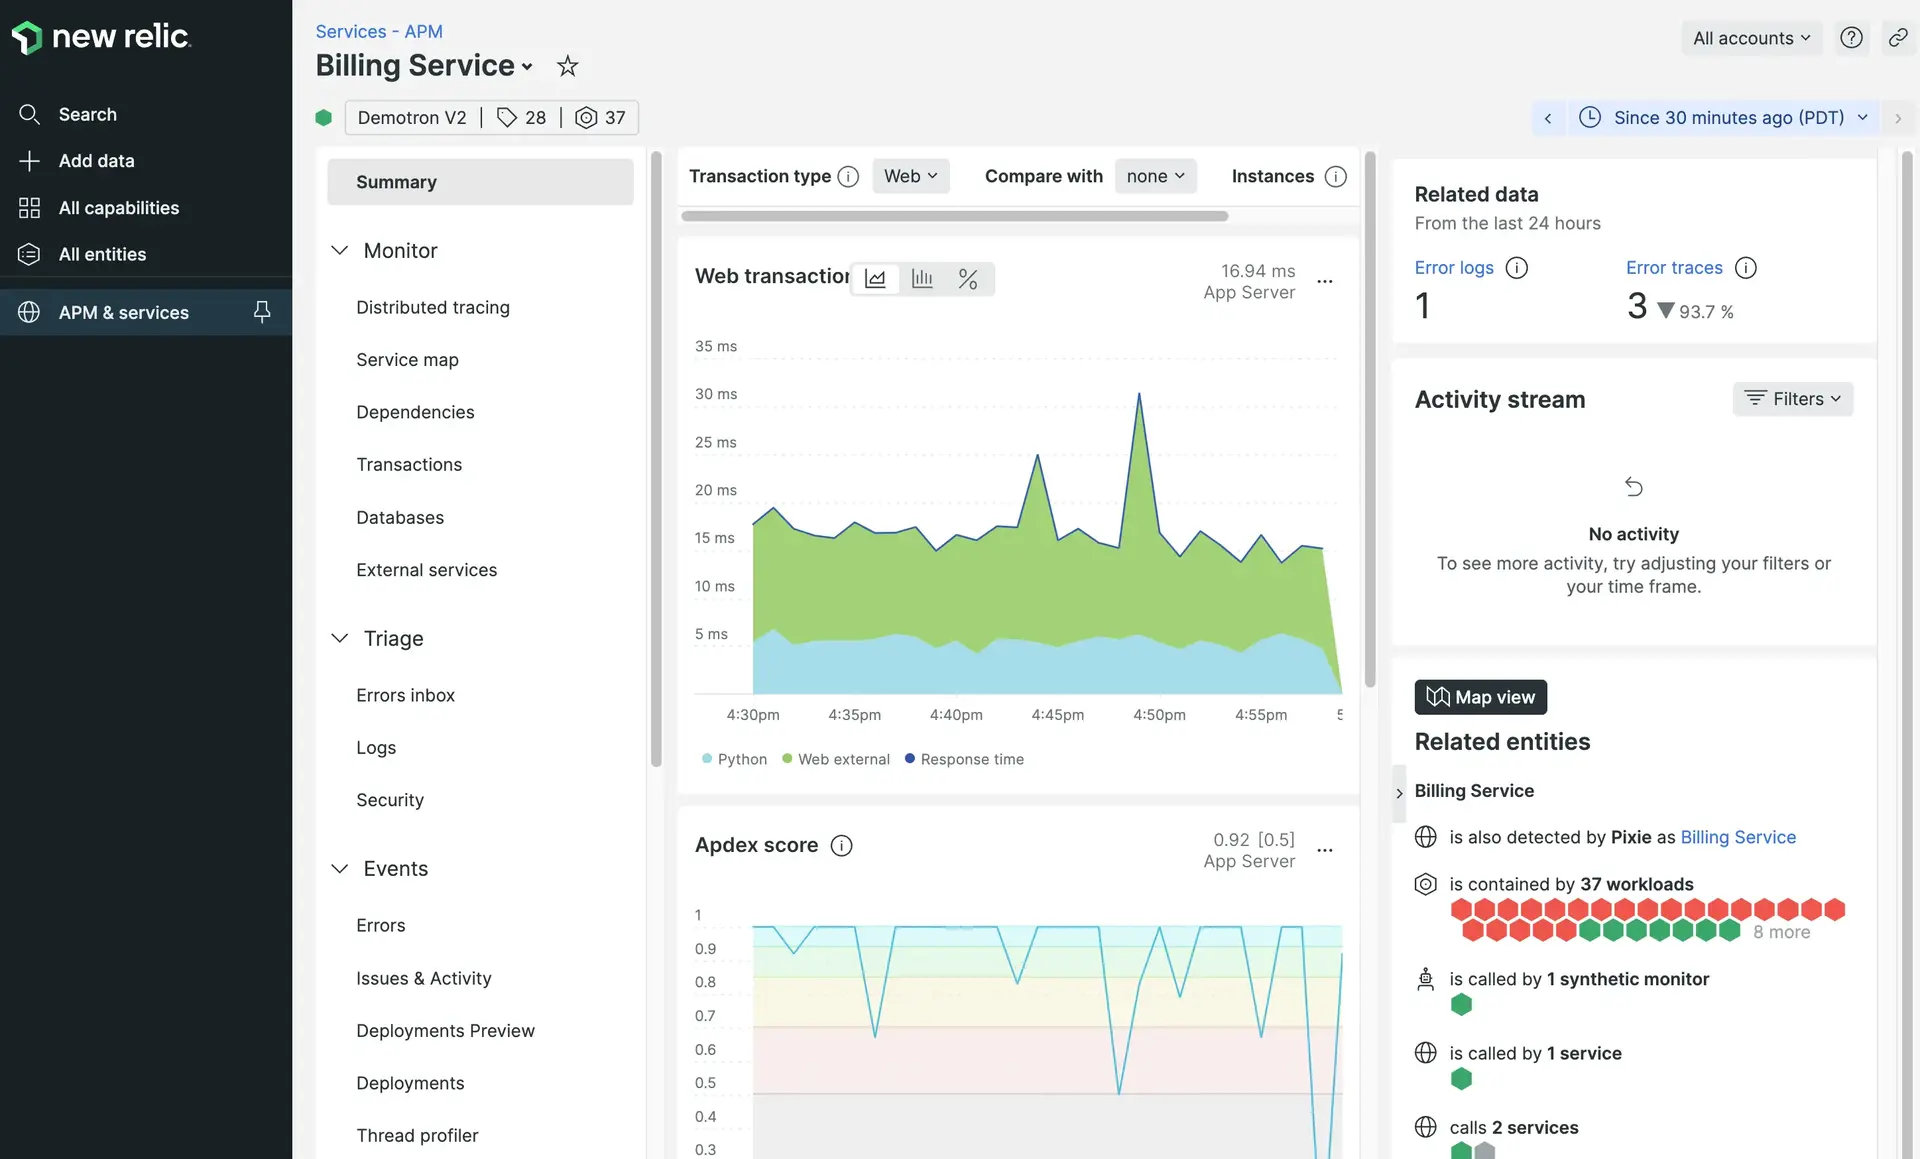 new relic.
Search
Add data
All capabilities
All entities
APM & services
Services - APM
Billing Service
Demotron V2 | 28 | 37
All accounts
Since 30 minutes ago (PDT)
Summary
Monitor
Distributed tracing
Service map
Dependencies
Transactions
Databases
External services
Triage
Errors inbox
Logs
Security
Events
Errors
Issues & Activity
Deployments Preview
Deployments
Thread profiler
Transaction type Web Compare with none Instances
Web transaction
16.94 ms
App Server
35 ms
30 ms
25 ms
20 ms
15 ms
10 ms
5 ms
4:30pm 4:35pm 4:40pm 4:45pm 4:50pm 4:55pm 5
Python Web external Response time
Apdex score
0.92 [0.5]
App Server
1
0.9
0.8
0.7
0.6
0.5
0.4
0.3
Related data
From the last 24 hours
Error logs Error traces
1 3 ▼ 93.7 %
Activity stream Filters
No activity
To see more activity, try adjusting your filters or
your time frame.
Map view
Related entities
Billing Service
is also detected by Pixie as Billing Service
is contained by 37 workloads
8 more
is called by 1 synthetic monitor
is called by 1 service
calls 2 services